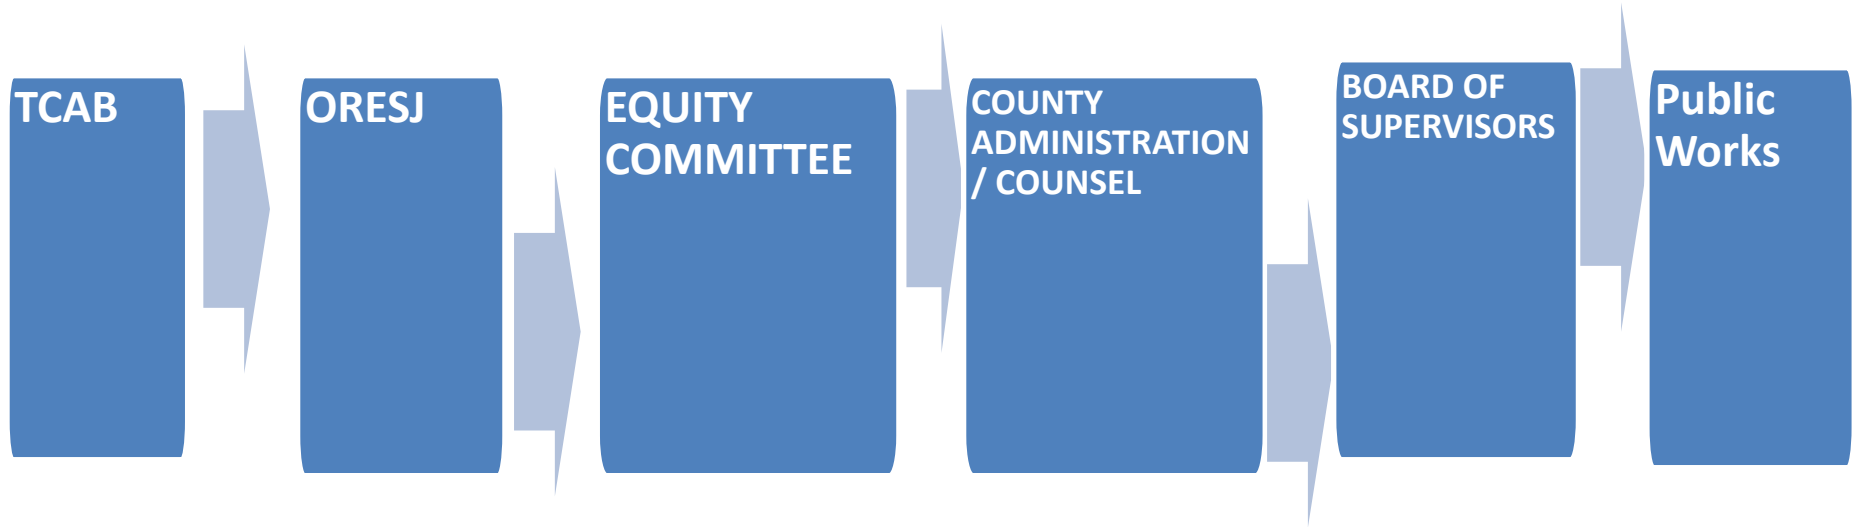 TCAB
ORESJ
EQUITY
COMMITTEE
COUNTY
ADMINISTRATION
/ COUNSEL
BOARD OF
SUPERVISORS
Public
Works